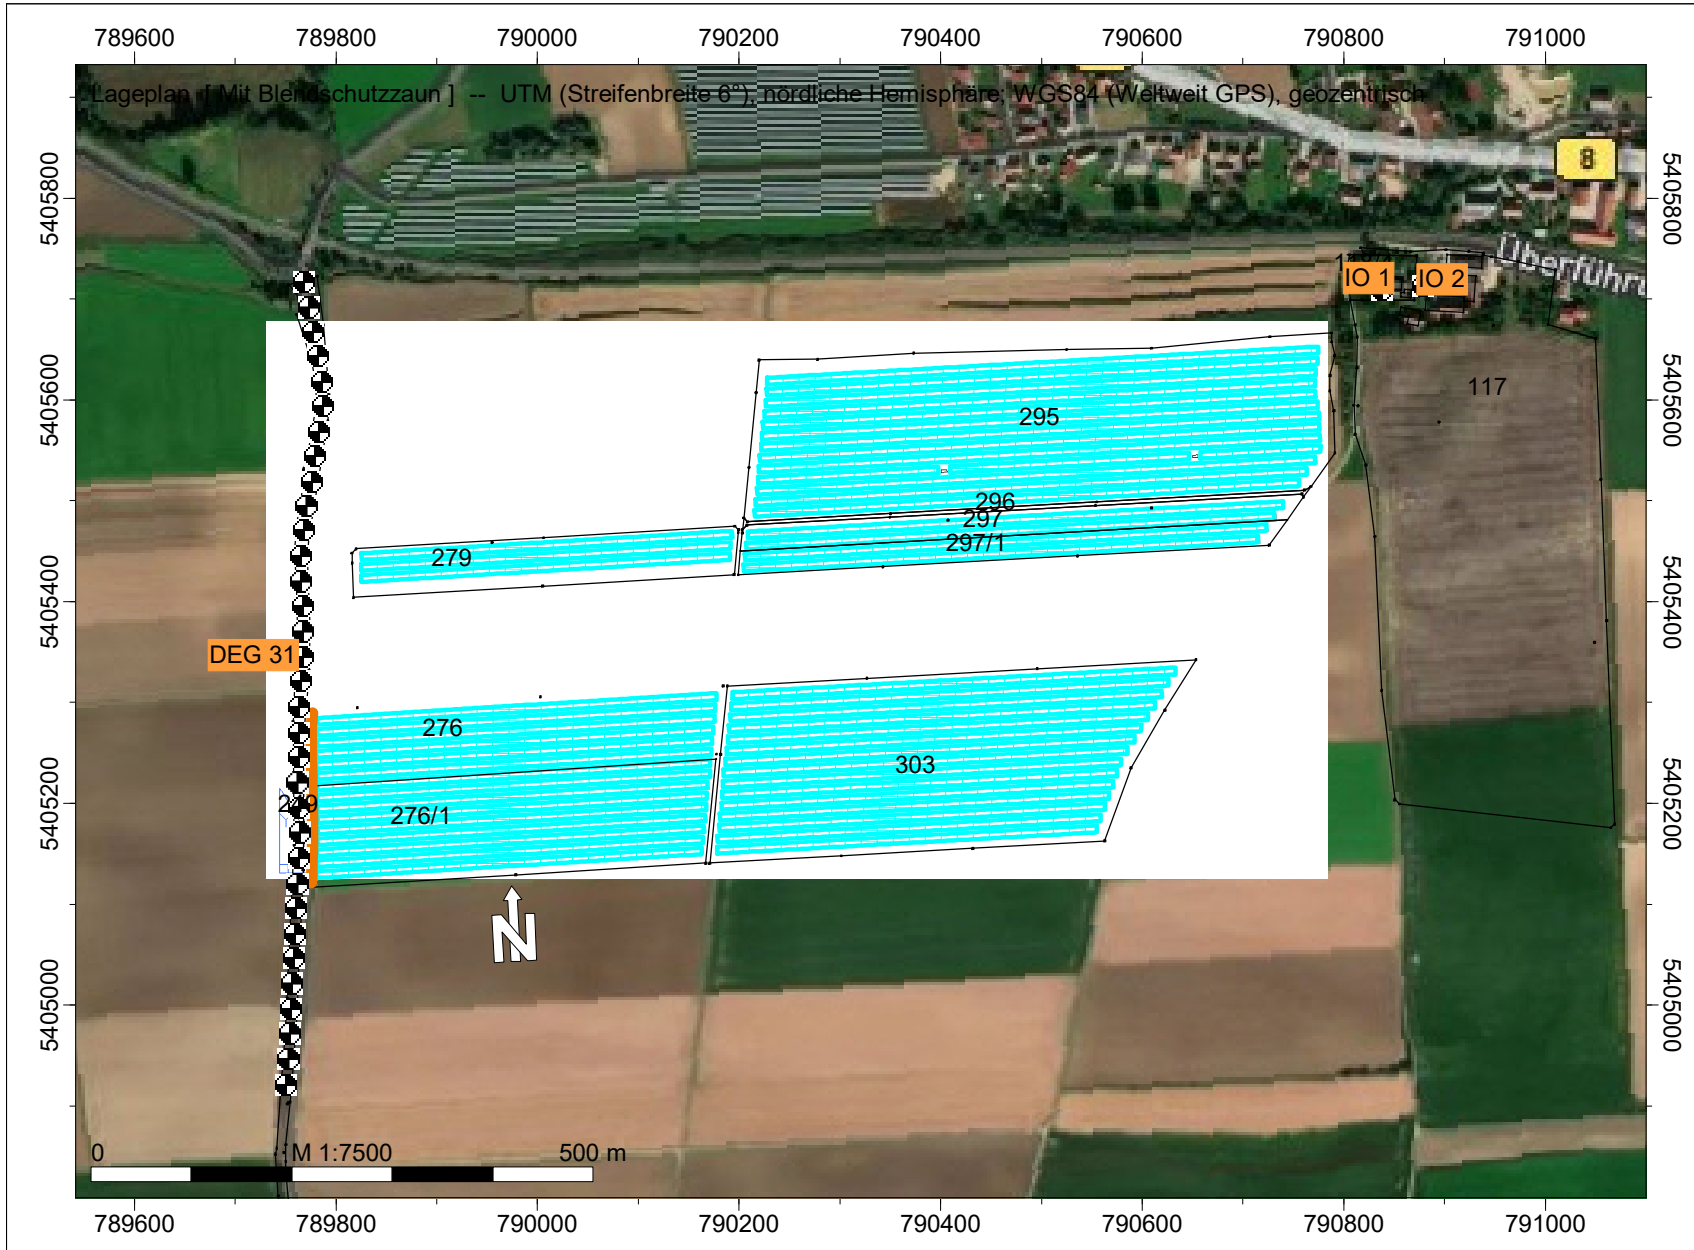 789600 789800 790000 790200 790400 790600 790800 791000
Lageplan [ Mit Blendschutzzaun ] -- UTM (Streifenbreite 6°), nördliche Hemisphäre; WGS84 (Weltweit GPS), geozentrisch
8
5405800 5405800
Überführu
IO 1 IO 2
117
5405600 5405600
295
296
297
297/1
279
5405400 5405400
DEG 31
276
303
5405200 5405200
276/1
N
5405000 5405000
0 M 1:7500 500 m
789600 789800 790000 790200 790400 790600 790800 791000